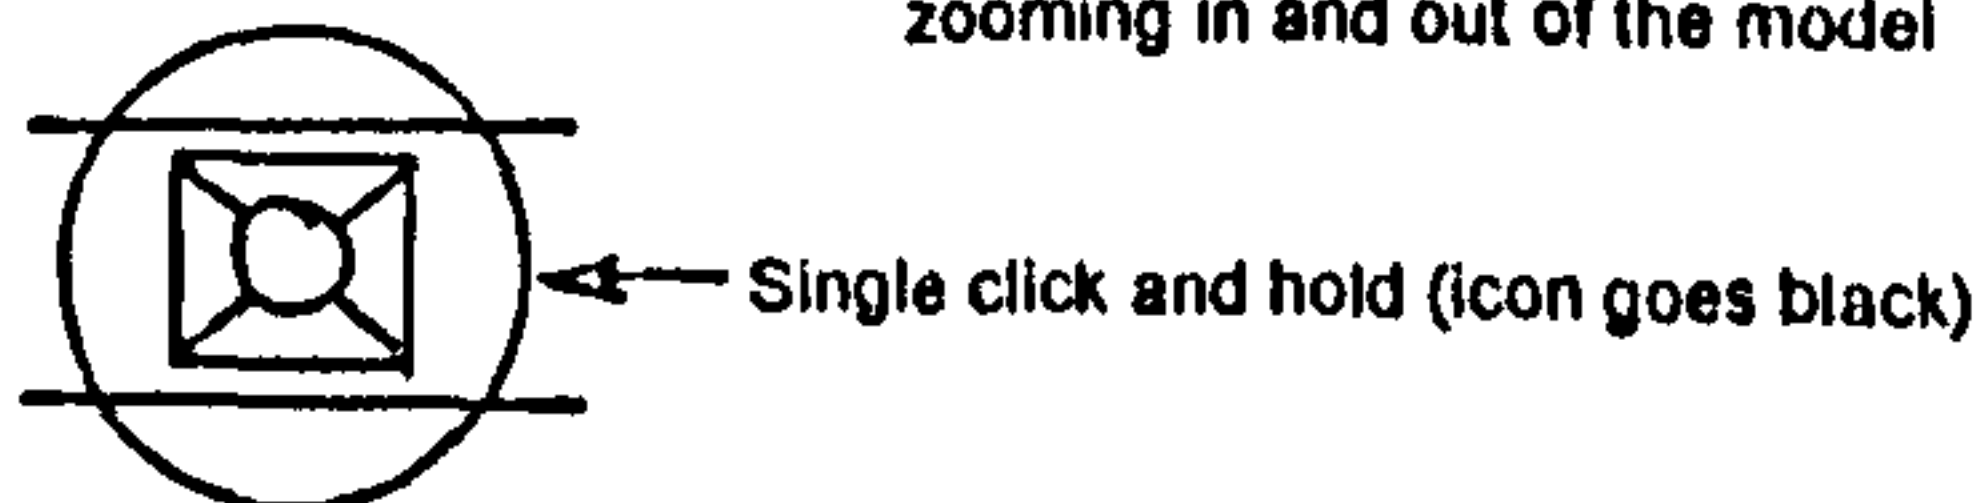 zooming in and out of the model
Single click and hold (icon goes black)